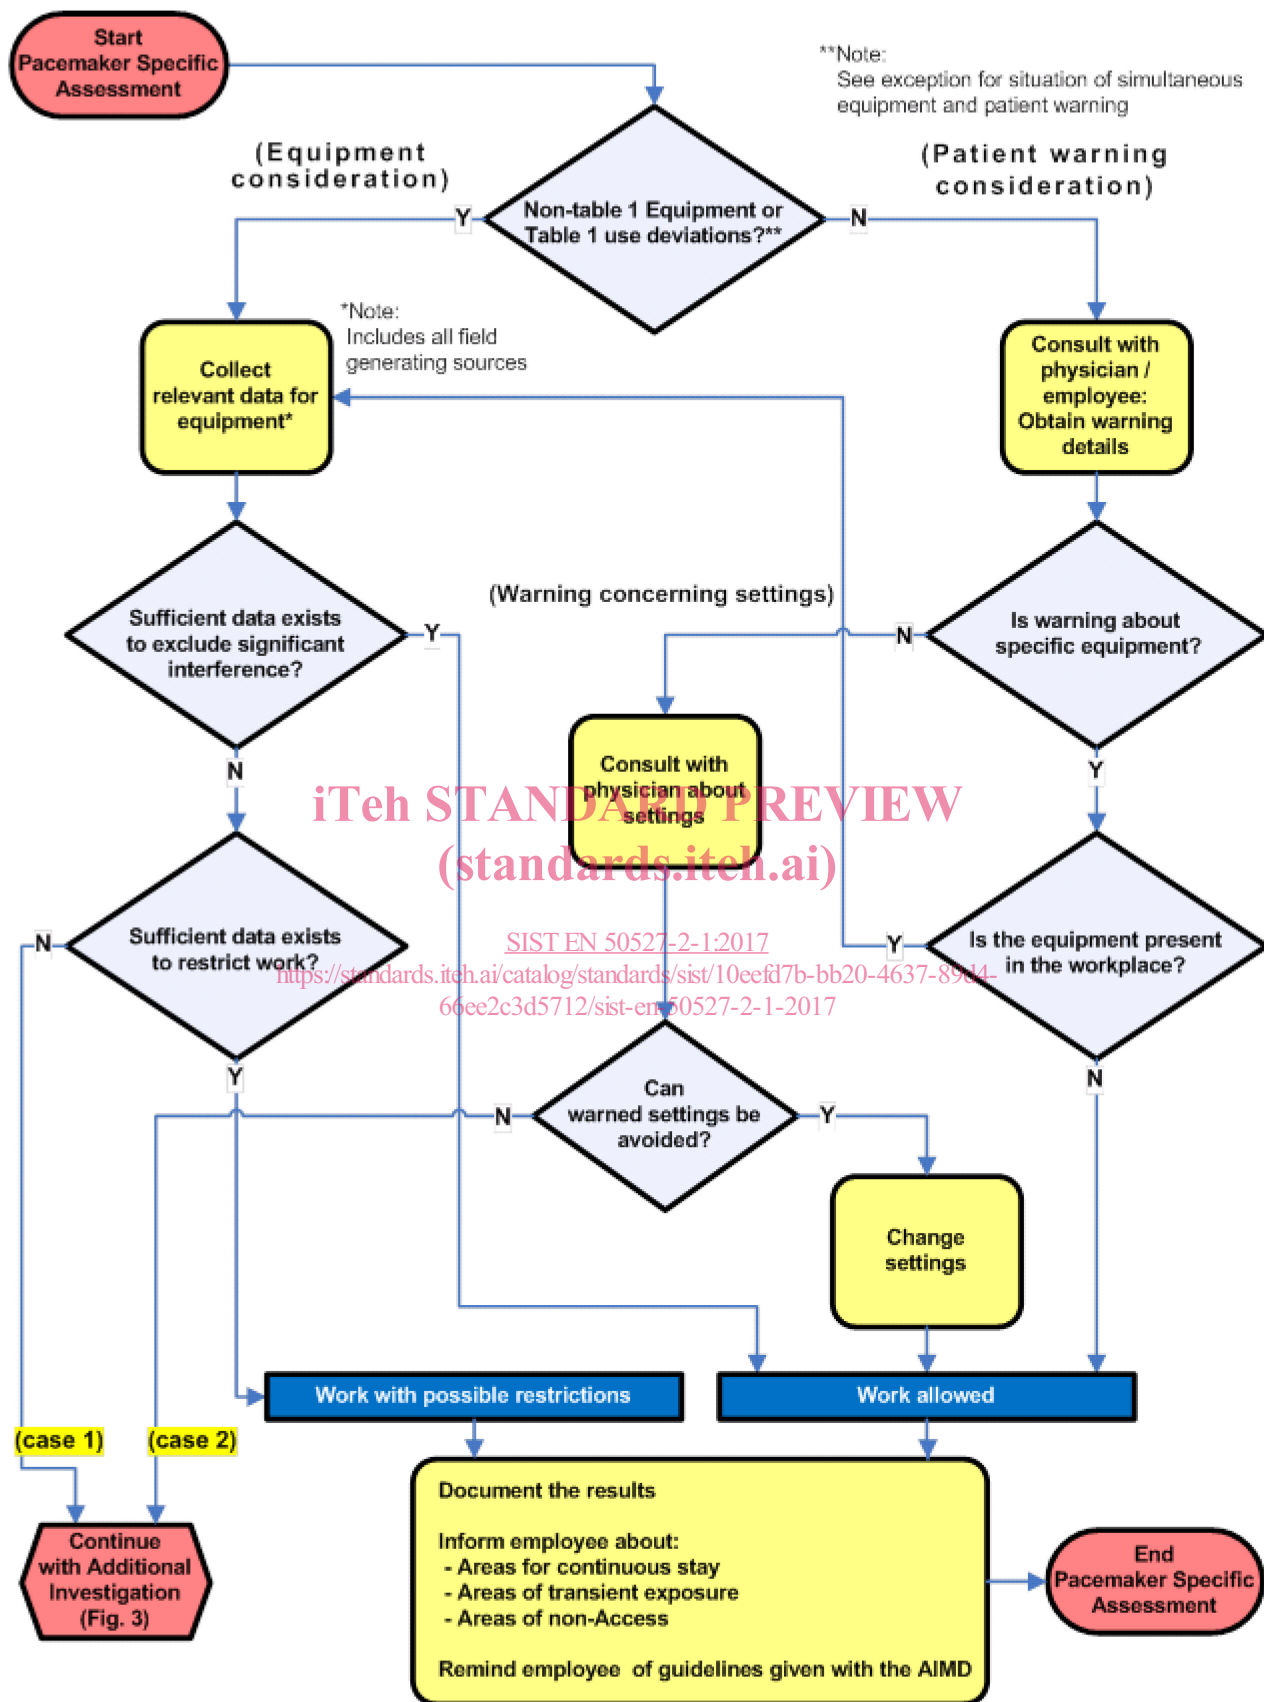 Start
Pacemaker Specific
Assessment
**Note:
See exception for situation of simultaneous
equipment and patient warning
(Equipment
consideration)
(Patient warning
consideration)
Non-table 1 Equipment or
Table 1 use deviations?**
Y
N
*Note:
Includes all field
generating sources
Collect
relevant data for
equipment*
Consult with
physician /
employee:
Obtain warning
details
(Warning concerning settings)
Sufficient data exists
to exclude significant
interference?
Y
N
Is warning about
specific equipment?
N
Y
Consult with
physician about
settings
iTeh STANDARD PREVIEW
(standards.iteh.ai)
SIST EN 50527-2-1:2017
https://standards.iteh.ai/catalog/standards/sist/10eefd7b-bb20-4637-89d4-
66ee2c3d5712/sist-en-50527-2-1-2017
Sufficient data exists
to restrict work?
N
Y
Is the equipment present
in the workplace?
Y
N
Can
warned settings be
avoided?
N
Y
Change
settings
Work with possible restrictions
Work allowed
(case 1)
(case 2)
Continue
with Additional
Investigation
(Fig. 3)
Document the results
Inform employee about:
- Areas for continuous stay
- Areas of transient exposure
- Areas of non-Access
Remind employee of guidelines given with the AIMD
End
Pacemaker Specific
Assessment